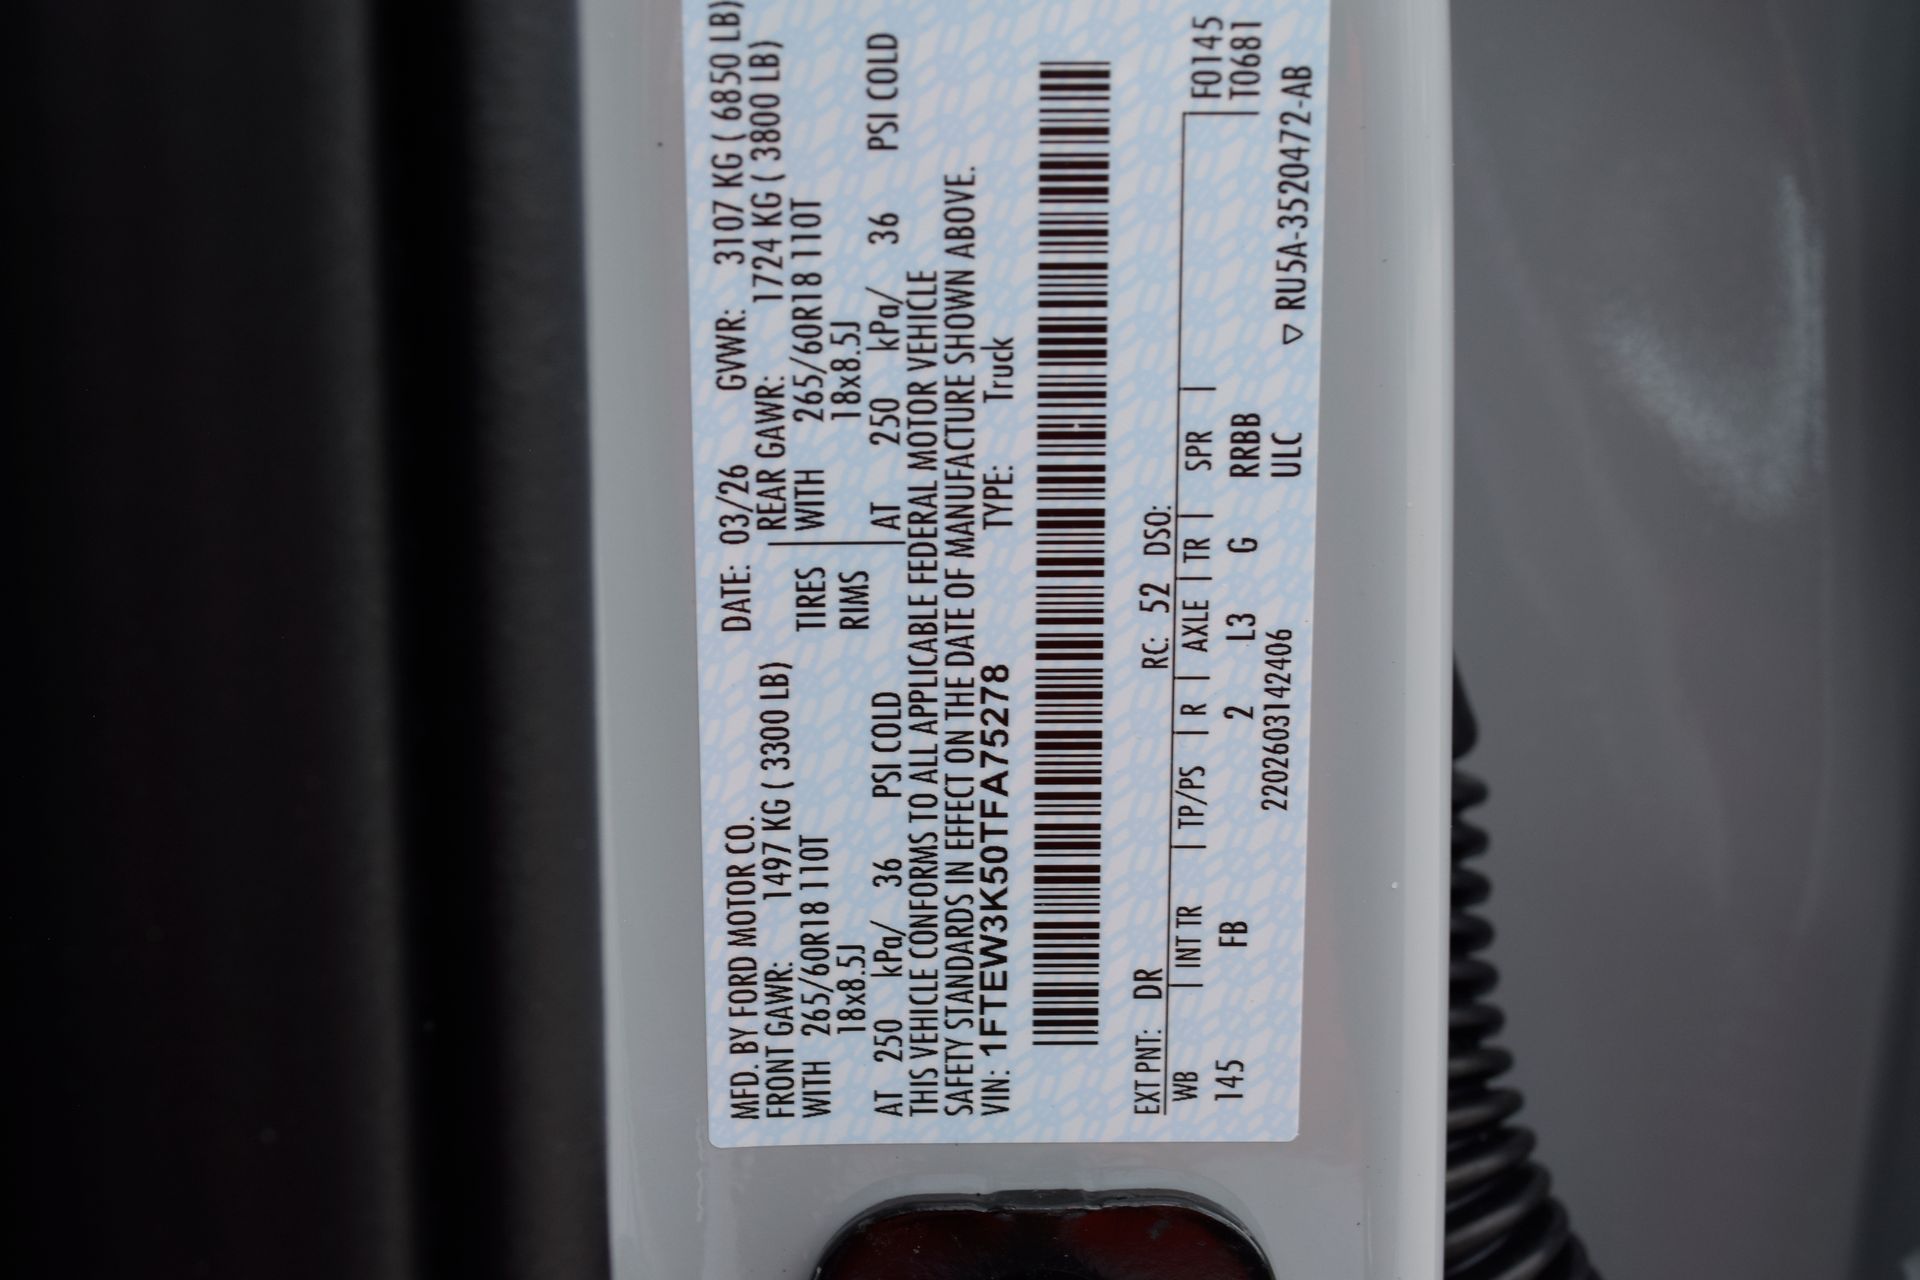 MFD. BY FORD MOTOR CO. DATE: 03/26 GVWR: 3107 KG ( 6850 LB)
FRONT GAWR: 1497 KG ( 3300 LB) REAR GAWR: 1724 KG ( 3800 LB)
WITH 265/60R18 110T TIRES WITH 265/60R18 110T
18x8.5J RIMS 18x8.5J
AT 250 kPa/ 36 PSI COLD AT 250 kPa/ 36 PSI COLD
THIS VEHICLE CONFORMS TO ALL APPLICABLE FEDERAL MOTOR VEHICLE
SAFETY STANDARDS IN EFFECT ON THE DATE OF MANUFACTURE SHOWN ABOVE.
VIN: 1FTEW3K50TFA75278 TYPE: Truck
EXT PNT: DR RC: 52 DSO:
WB | INT TR | TP/PS | R | AXLE | TR | SPR | F0145
145 FB 2 L3 G RRBB T0681
2202603142406 ULC
▽ RU5A-3520472-AB